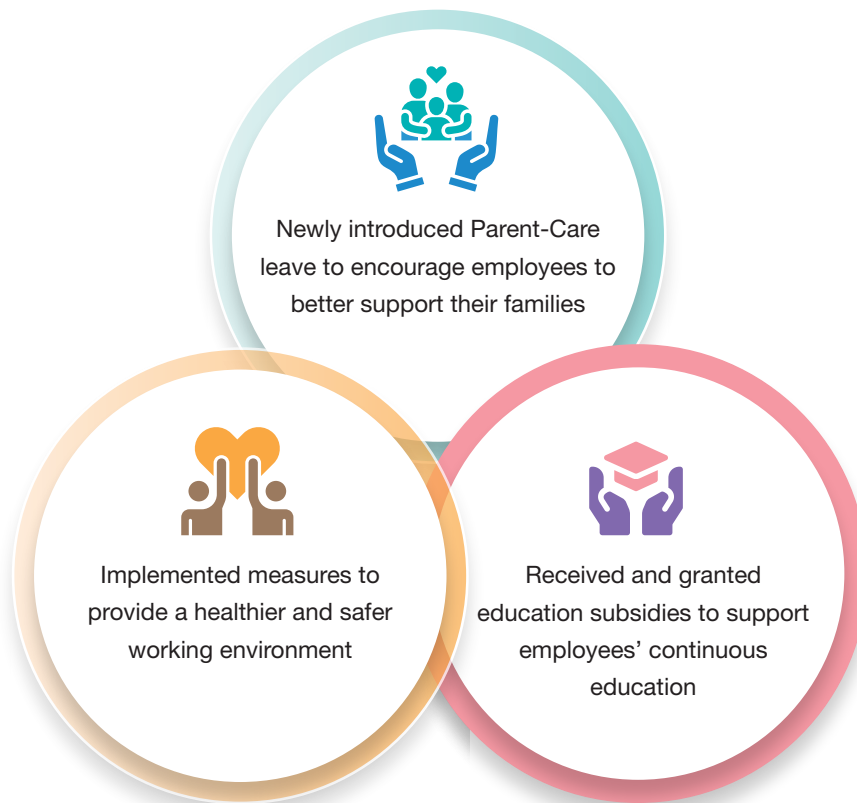 Newly introduced Parent-Care
leave to encourage employees to
better support their families
Implemented measures to
provide a healthier and safer
working environment
Received and granted
education subsidies to support
employees’ continuous
education